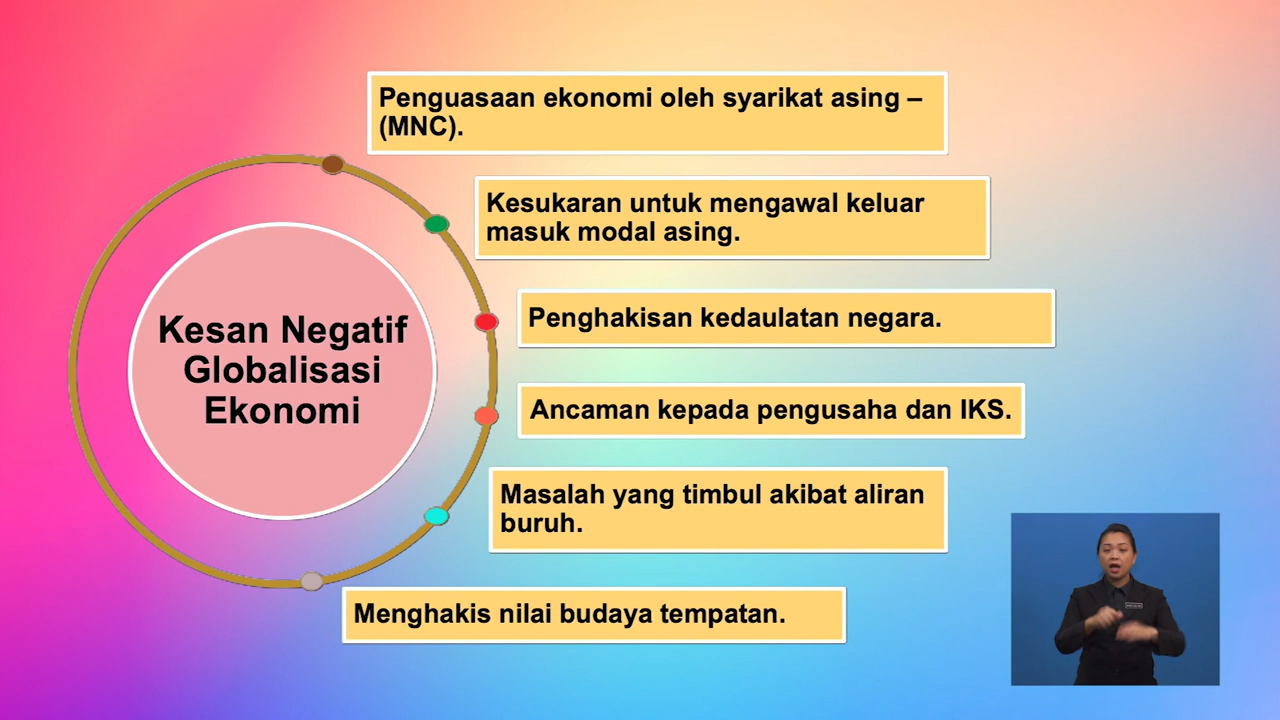 Penguasaan ekonomi oleh syarikat asing –
(MNC).
Kesukaran untuk mengawal keluar
masuk modal asing.
Kesan Negatif
Globalisasi
Ekonomi
Penghakisan kedaulatan negara.
Ancaman kepada pengusaha dan IKS.
Masalah yang timbul akibat aliran
buruh.
Menghakis nilai budaya tempatan.